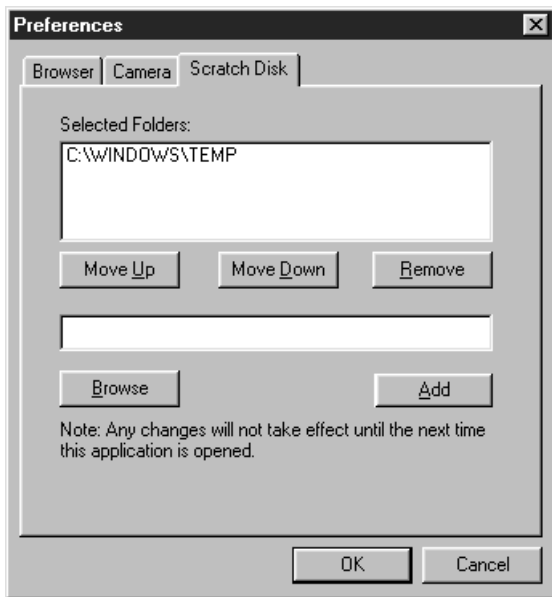 Preferences
Browser Camera Scratch Disk
Selected Folders:
C:\WINDOWS\TEMP
Move Up Move Down Remove
Browse Add
Note: Any changes will not take effect until the next time
this application is opened.
OK Cancel